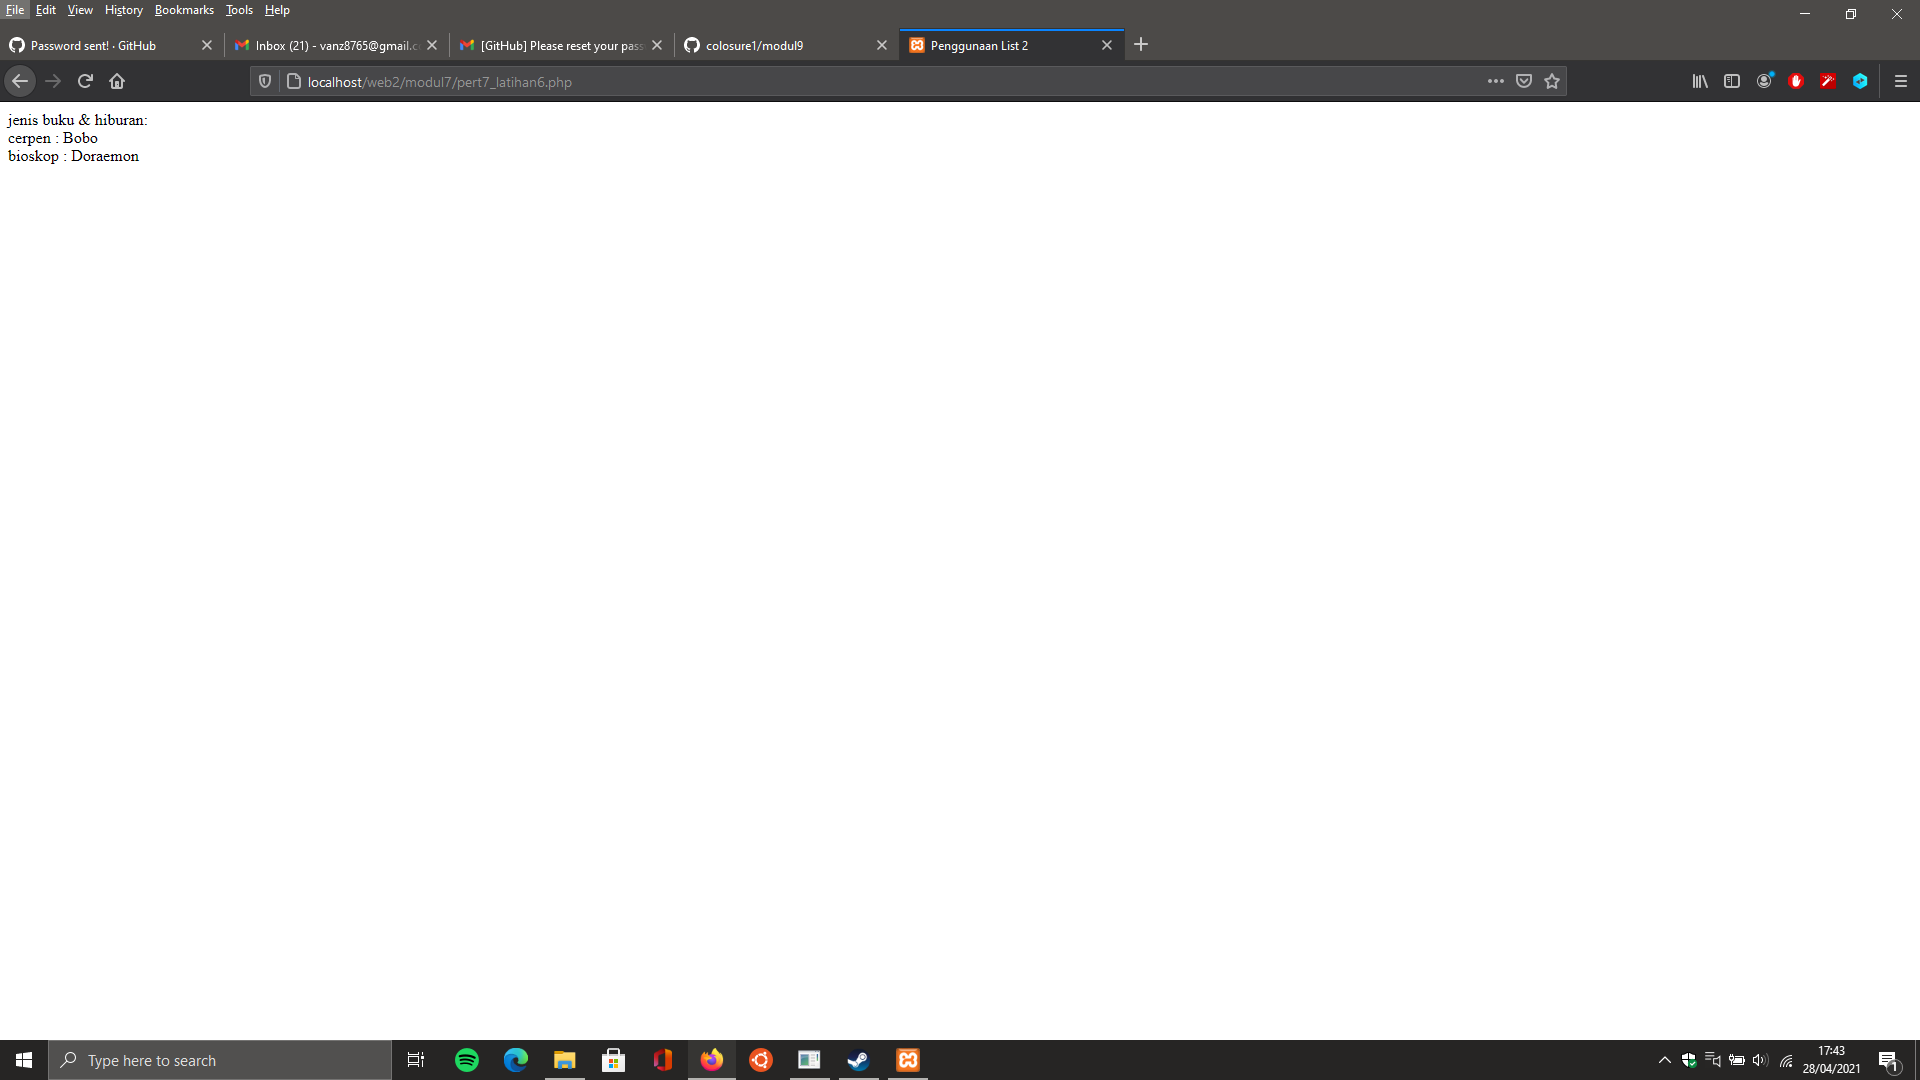 File Edit View History Bookmarks Tools Help
Password sent! · GitHub
Inbox (21) - vanz8765@gmail.c
[GitHub] Please reset your pass
colosure1/modul9
Penggunaan List 2
localhost/web2/modul7/pert7_latihan6.php
jenis buku & hiburan:
cerpen : Bobo
bioskop : Doraemon
Type here to search
17:43
28/04/2021
1